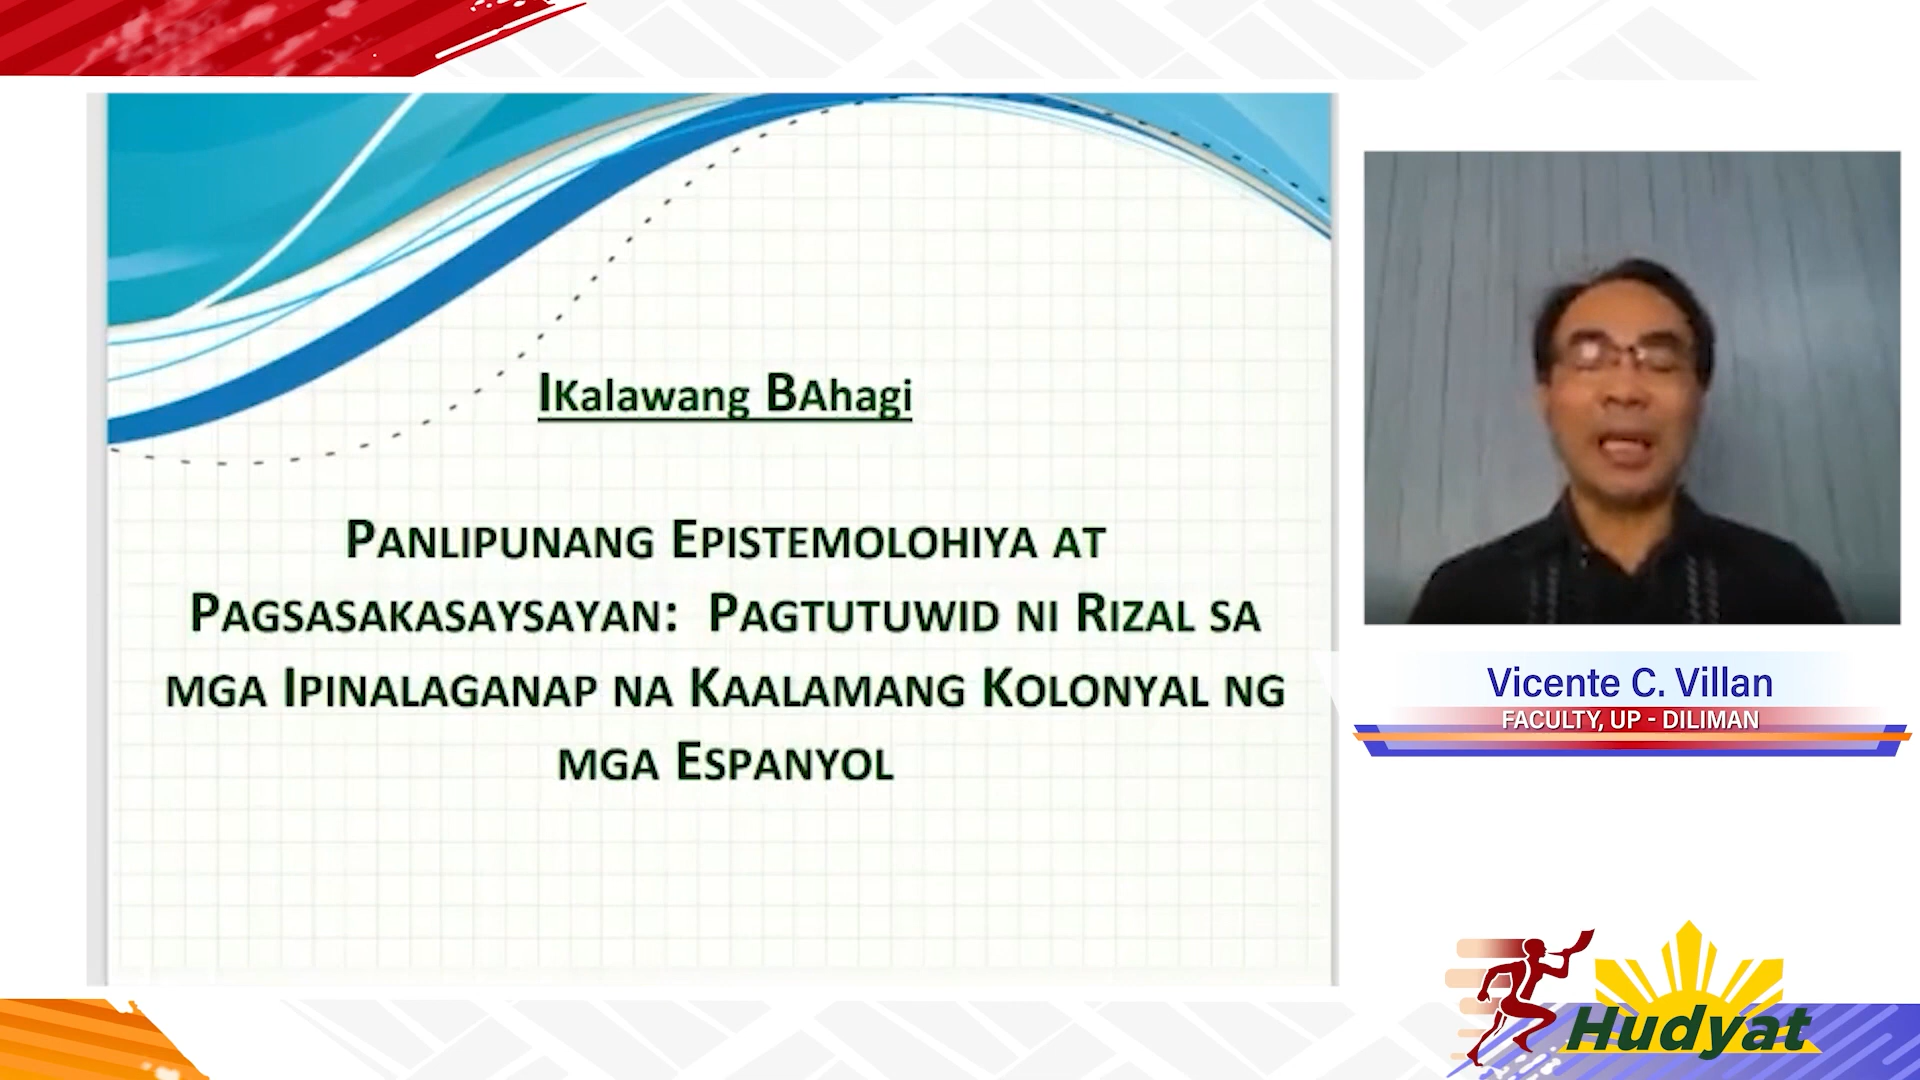 IKalawang BAhagi
PANLIPUNANG EPISTEMOLOHIYA AT
PAGSASAKASAYSAYAN: PAGTUTUWID NI RIZAL SA
MGA IPINALAGANAP NA KAALAMANG KOLONYAL NG
MGA ESPANYOL
Vicente C. Villan
FACULTY, UP - DILIMAN
Hudyat